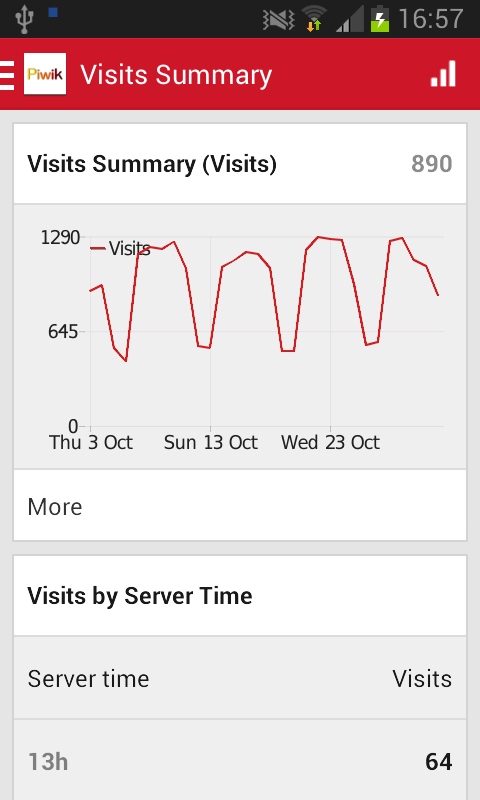 16:57
Piwik Visits Summary
Visits Summary (Visits) 890
1290
Visits
645
0
Thu 3 Oct Sun 13 Oct Wed 23 Oct
More
Visits by Server Time
Server time Visits
13h 64